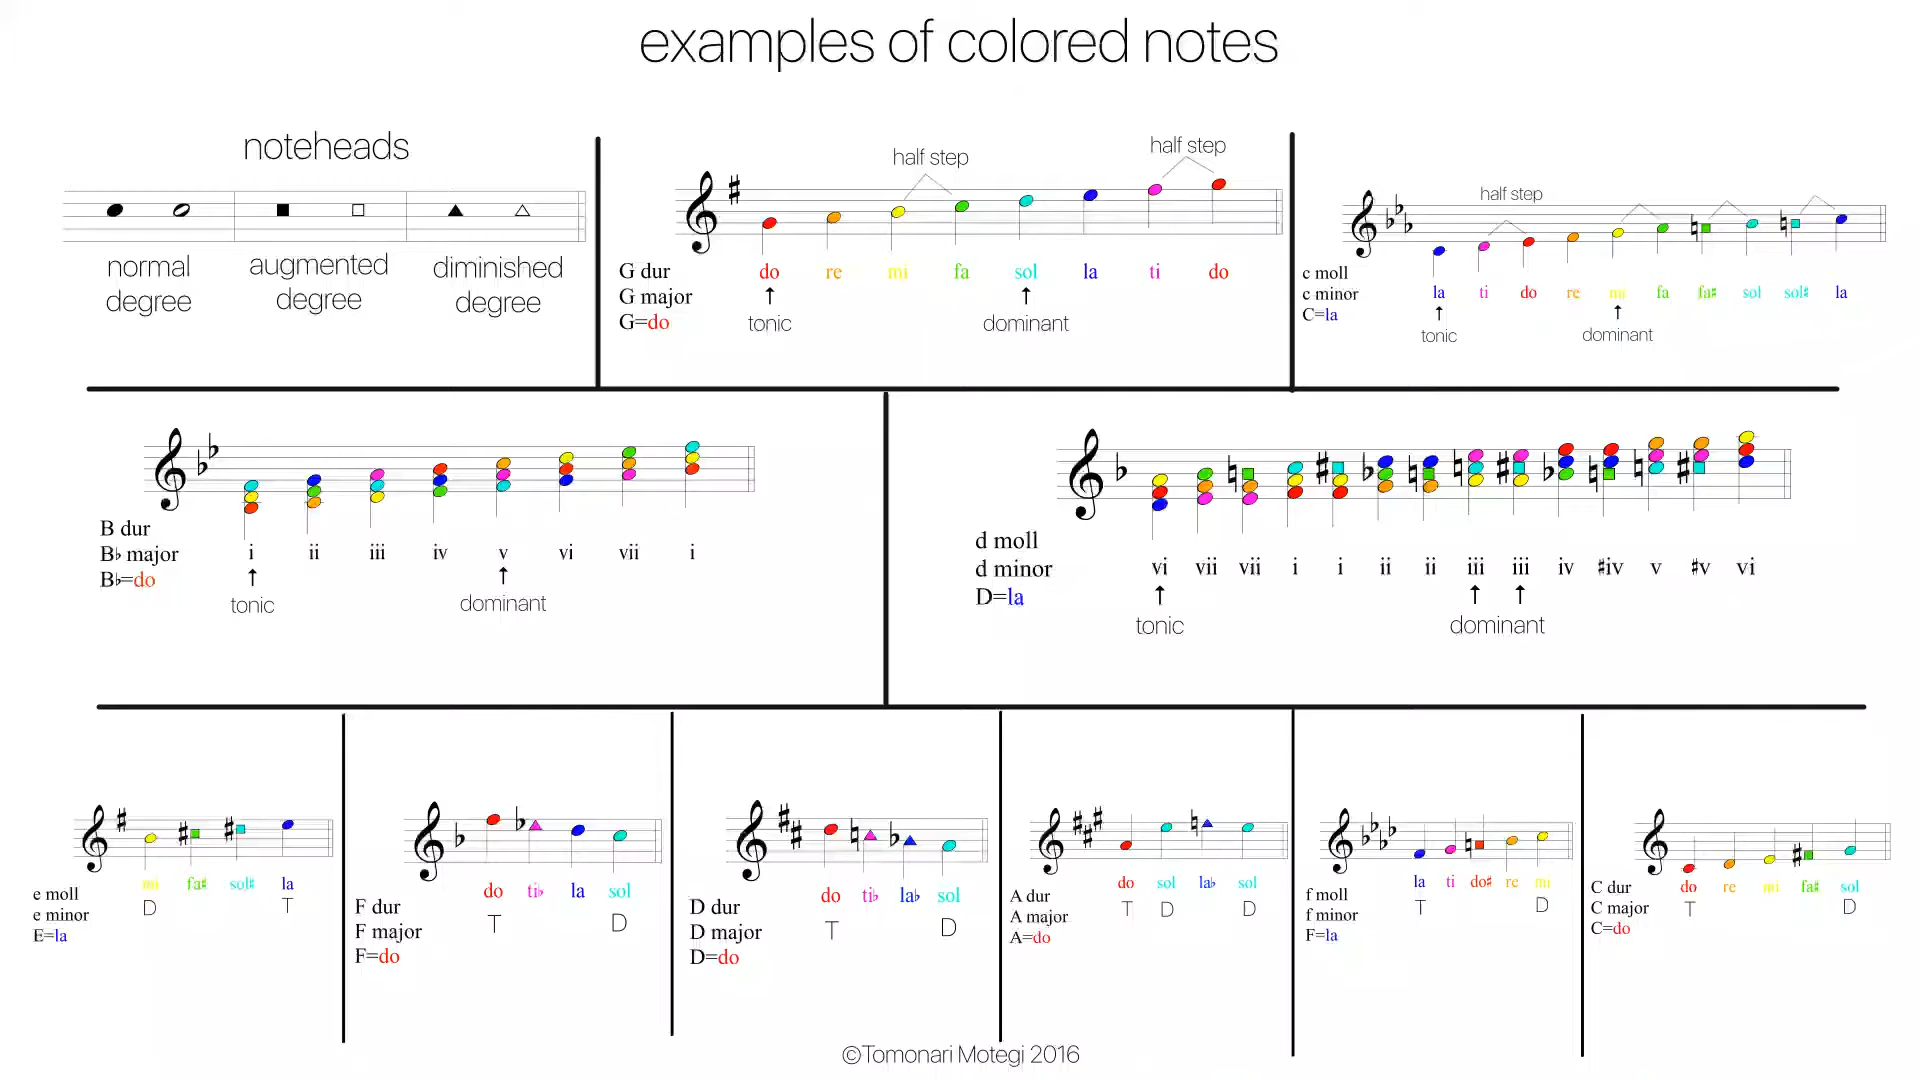 examples of colored notes
noteheads
normal degree
augmented degree
diminished degree
half step
half step
G dur
G major
G=do
do re mi fa sol la ti do
tonic
dominant
half step
c moll
c minor
C=la
la ti do re mi fa fa♯ sol sol♯ la
tonic
dominant
B dur
B♭ major
B♭=do
i ii iii iv v vi vii i
tonic
dominant
d moll
d minor
D=la
vi vii vii i i ii ii iii iii iv ♯iv v ♯v vi
tonic
dominant
mi fa♯ sol♯ la
e moll
e minor
E=la
D T
do ti♭ la sol
F dur
F major
F=do
T D
do ti♭ la♭ sol
D dur
D major
D=do
T D
do sol la♭ sol
A dur
A major
A=do
T D D
la ti do♯ re mi
f moll
f minor
F=la
T D
do re mi fa♯ sol
C dur
C major
C=do
T D
©Tomonari Motegi 2016